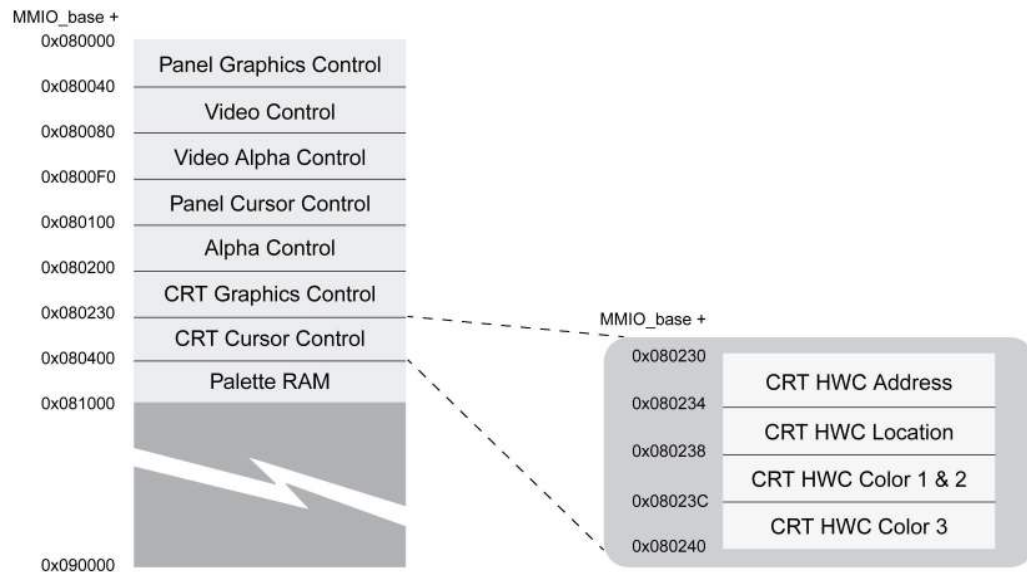 MMIO_base +
0x080000
Panel Graphics Control
0x080040
Video Control
0x080080
Video Alpha Control
0x0800F0
Panel Cursor Control
0x080100
Alpha Control
0x080200
CRT Graphics Control
0x080230
CRT Cursor Control
0x080400
Palette RAM
0x081000
0x090000
MMIO_base +
0x080230
CRT HWC Address
0x080234
CRT HWC Location
0x080238
CRT HWC Color 1 & 2
0x08023C
CRT HWC Color 3
0x080240